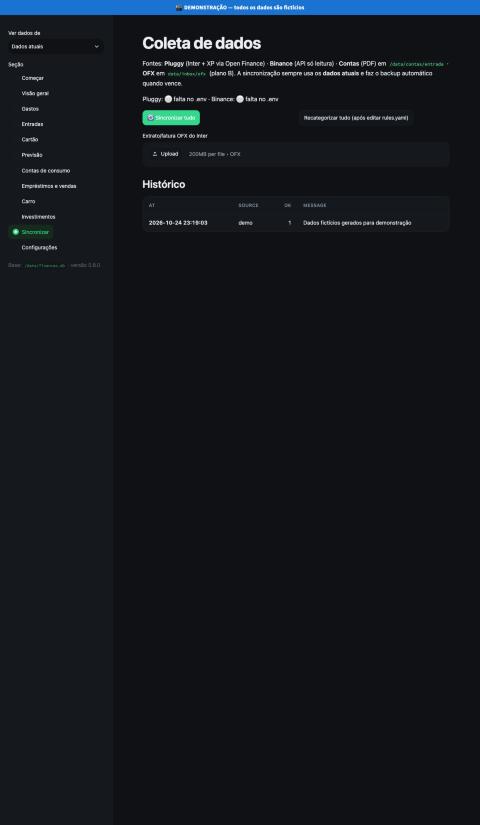 DEMONSTRAÇÃO — todos os dados são fictícios
Ver dados de
Dados atuais
Seção
Começar
Visão geral
Gastos
Entradas
Cartão
Previsão
Contas de consumo
Empréstimos e vendas
Carro
Investimentos
Sincronizar
Configurações
Base: /data/financas.db · versão 0.8.0
Coleta de dados
Fontes: Pluggy (Inter + XP via Open Finance) · Binance (API só leitura) · Contas (PDF) em /data/contas/entrada ·
OFX em data/inbox/ofx (plano B). A sincronização sempre usa os dados atuais e faz o backup automático
quando vence.
Pluggy: falta no .env · Binance: falta no .env
Sincronizar tudo
Recategorizar tudo (após editar rules.yaml)
Extrato/fatura OFX do Inter
Upload 200MB per file • OFX
Histórico
AT SOURCE OK MESSAGE
2026-10-24 23:19:03 demo 1 Dados fictícios gerados para demonstração